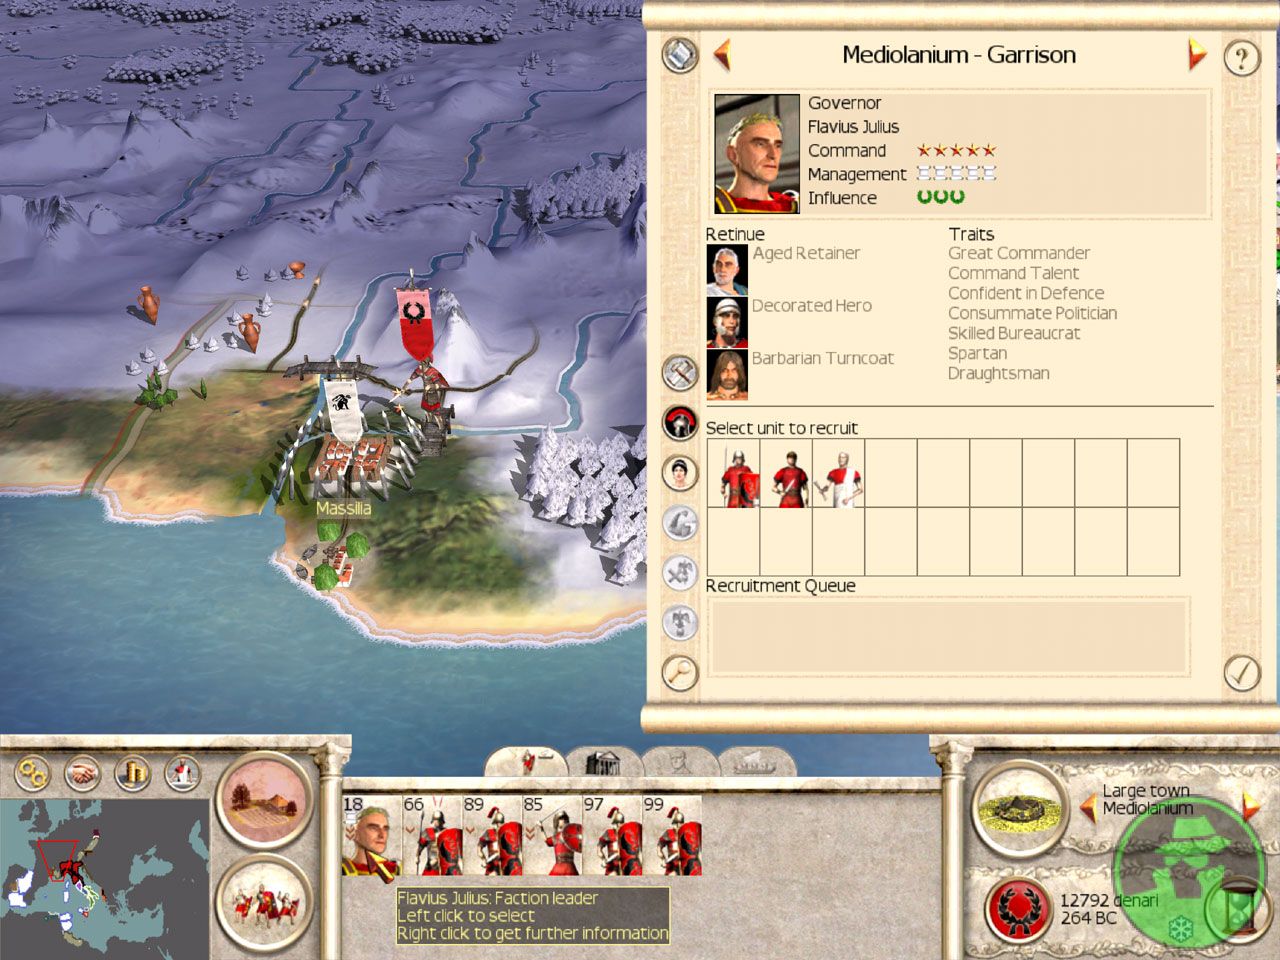 Mediolanium - Garrison
?
Governor
Flavius Julius
Command
Management
Influence
Retinue
Aged Retainer
Decorated Hero
Barbarian Turncoat
Traits
Great Commander
Command Talent
Confident in Defence
Consummate Politician
Skilled Bureaucrat
Spartan
Draughtsman
Select unit to recruit
Recruitment Queue
Massilia
18
66
89
85
97
99
Flavius Julius: Faction leader
Left click to select
Right click to get further information
Large town
Mediolanium
12792 denari
264 BC